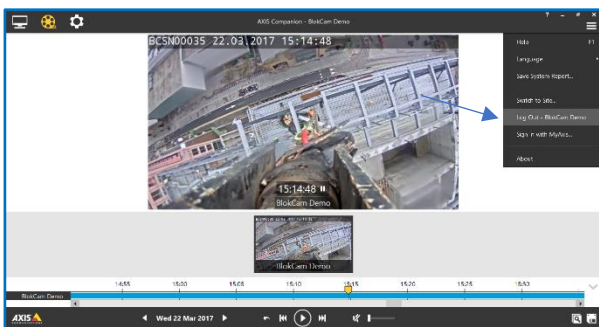 AXIS Companion - BlokCam Demo
? - ×
BCSN00035 22.03.2017 15:14:48
Help F1
Language
Save System Report...
Switch to Site...
Log Out - BlokCam Demo
Sign in with MyAxis...
About
15:14:48
BlokCam Demo
BlokCam Demo
14:55 15:00 15:05 15:10 15:15 15:20 15:25 15:30
BlokCam Demo
AXIS
Wed 22 Mar 2017